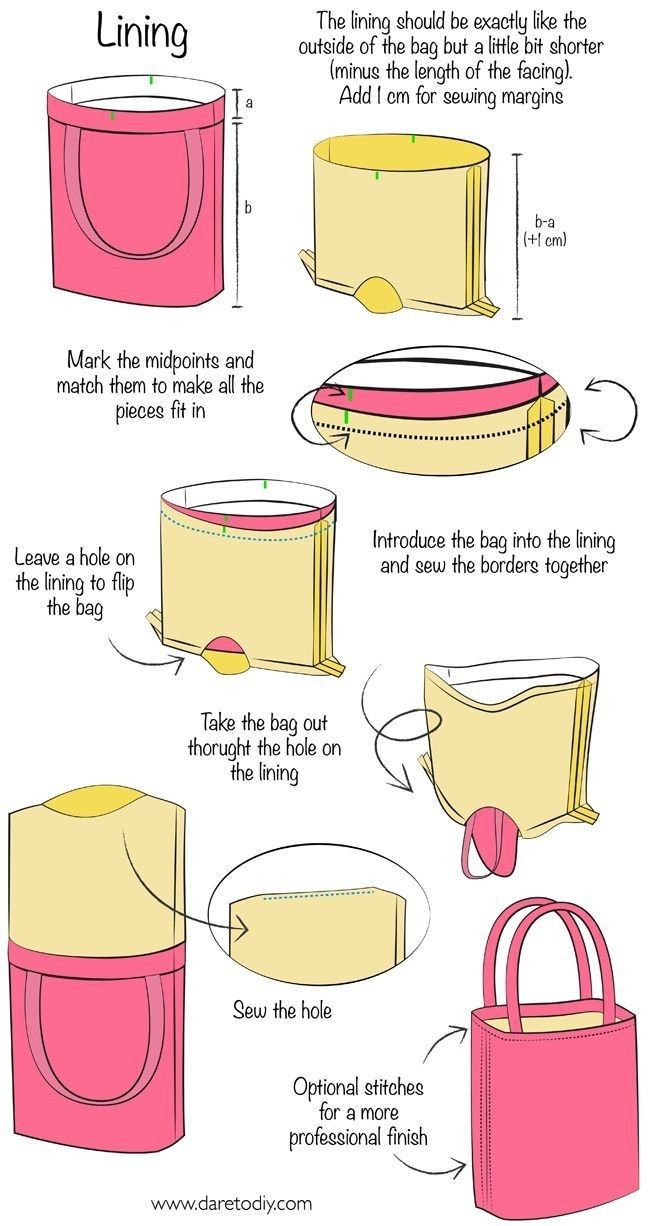 Lining
The lining should be exactly like the
outside of the bag but a little bit shorter
(minus the length of the facing).
Add 1 cm for sewing margins
a
b
b-a
(+1 cm)
Mark the midpoints and
match them to make all the
pieces fit in
Introduce the bag into the lining
and sew the borders together
Leave a hole on
the lining to flip
the bag
Take the bag out
thorught the hole on
the lining
Sew the hole
Optional stitches
for a more
professional finish
www.daretodiy.com